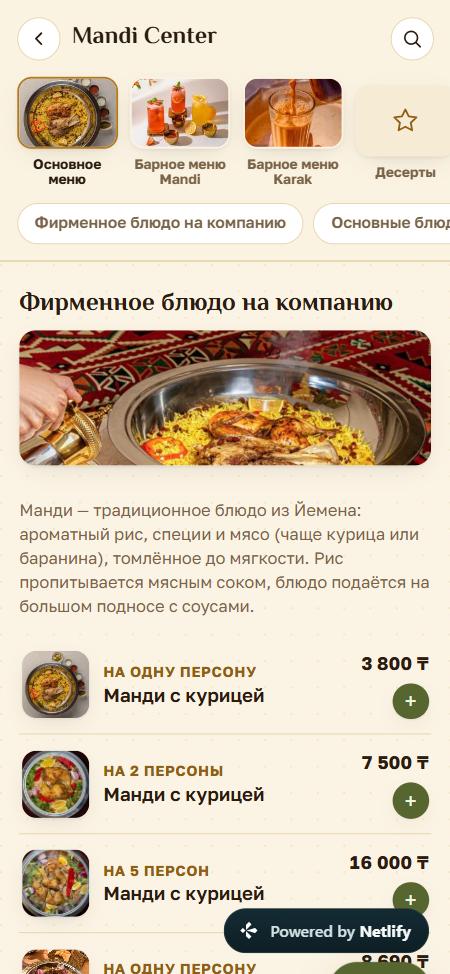 Mandi Center
Основное
меню
Барное меню
Mandi
Барное меню
Karak
Десерты
Фирменное блюдо на компанию
Основные блюд
Фирменное блюдо на компанию
Манди — традиционное блюдо из Йемена:
ароматный рис, специи и мясо (чаще курица или
баранина), томлённое до мягкости. Рис
пропитывается мясным соком, блюдо подаётся на
большом подносе с соусами.
НА ОДНУ ПЕРСОНУ
3 800 ₸
Манди с курицей
+
НА 2 ПЕРСОНЫ
7 500 ₸
Манди с курицей
+
НА 5 ПЕРСОН
16 000 ₸
Манди с курицей
+
Powered by Netlify
НА ОДНУ ПЕРСОНУ
8 690 ₸